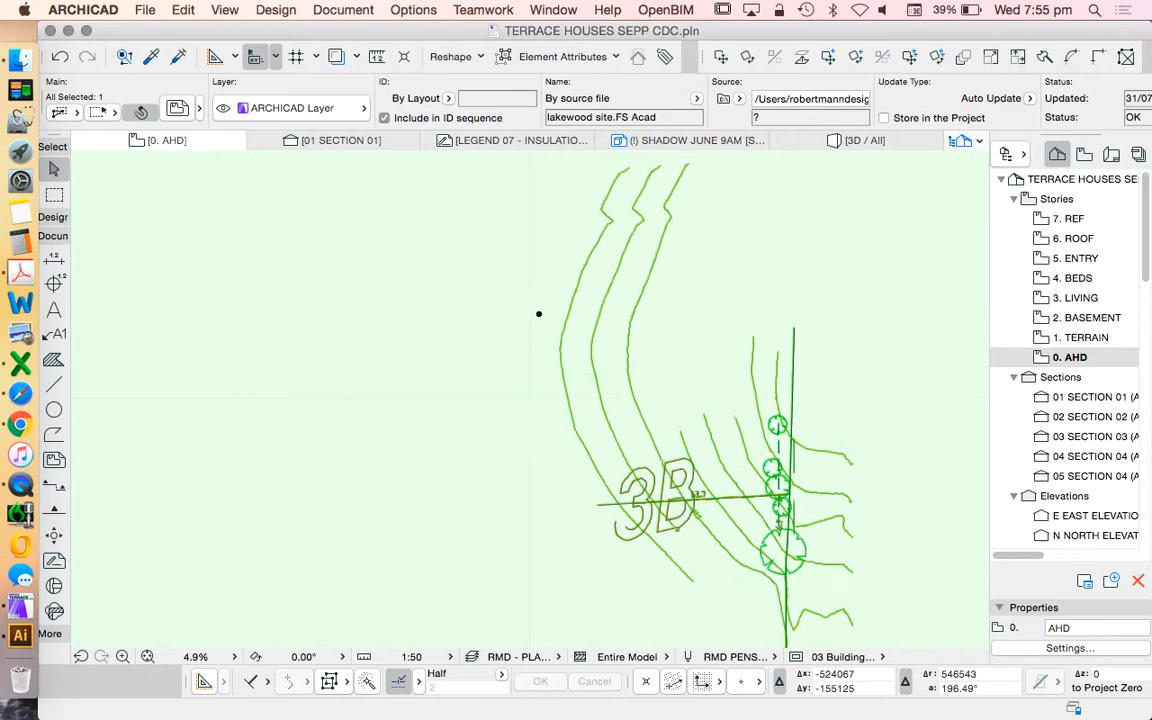 ARCHICAD File Edit View Design Document Options Teamwork Window Help OpenBIM 39% Wed 7:55 pm
TERRACE HOUSES SEPP CDC.pln
Reshape Element Attributes
Main: Layer: ID: Name: Source: Update Type: Status:
All Selected: 1 ARCHICAD Layer By Layout By source file /Users/robertmanndesig Auto Update Updated: 31/07
Include in ID sequence lakewood site.FS Acad ? Store in the Project Status: OK
Select [0. AHD] [01 SECTION 01] [LEGEND 07 - INSULATIO... (!) SHADOW JUNE 9AM [S... [3D / All]
Design
Docun
1.2
1.2
A
A1
More
3B
TERRACE HOUSES SE
Stories
7. REF
6. ROOF
5. ENTRY
4. BEDS
3. LIVING
2. BASEMENT
1. TERRAIN
0. AHD
Sections
01 SECTION 01 (A
02 SECTION 02 (A
03 SECTION 03 (A
04 SECTION 04 (A
05 SECTION 04 (A
Elevations
E EAST ELEVATIO
N NORTH ELEVAT
Properties
0. AHD
Settings...
4.9% 0.00° 1:50 RMD - PLA... Entire Model RMD PENS... 03 Building...
Half
2
OK Cancel
Δx: -524067 Δr: 546543 Δz: 0
Δy: -155125 a: 196.49° to Project Zero